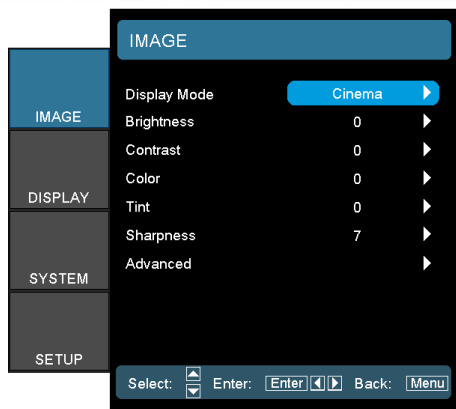 IMAGE
IMAGE
DISPLAY
SYSTEM
SETUP
Display Mode Cinema
Brightness 0
Contrast 0
Color 0
Tint 0
Sharpness 7
Advanced
Select: Enter: Enter Back: Menu